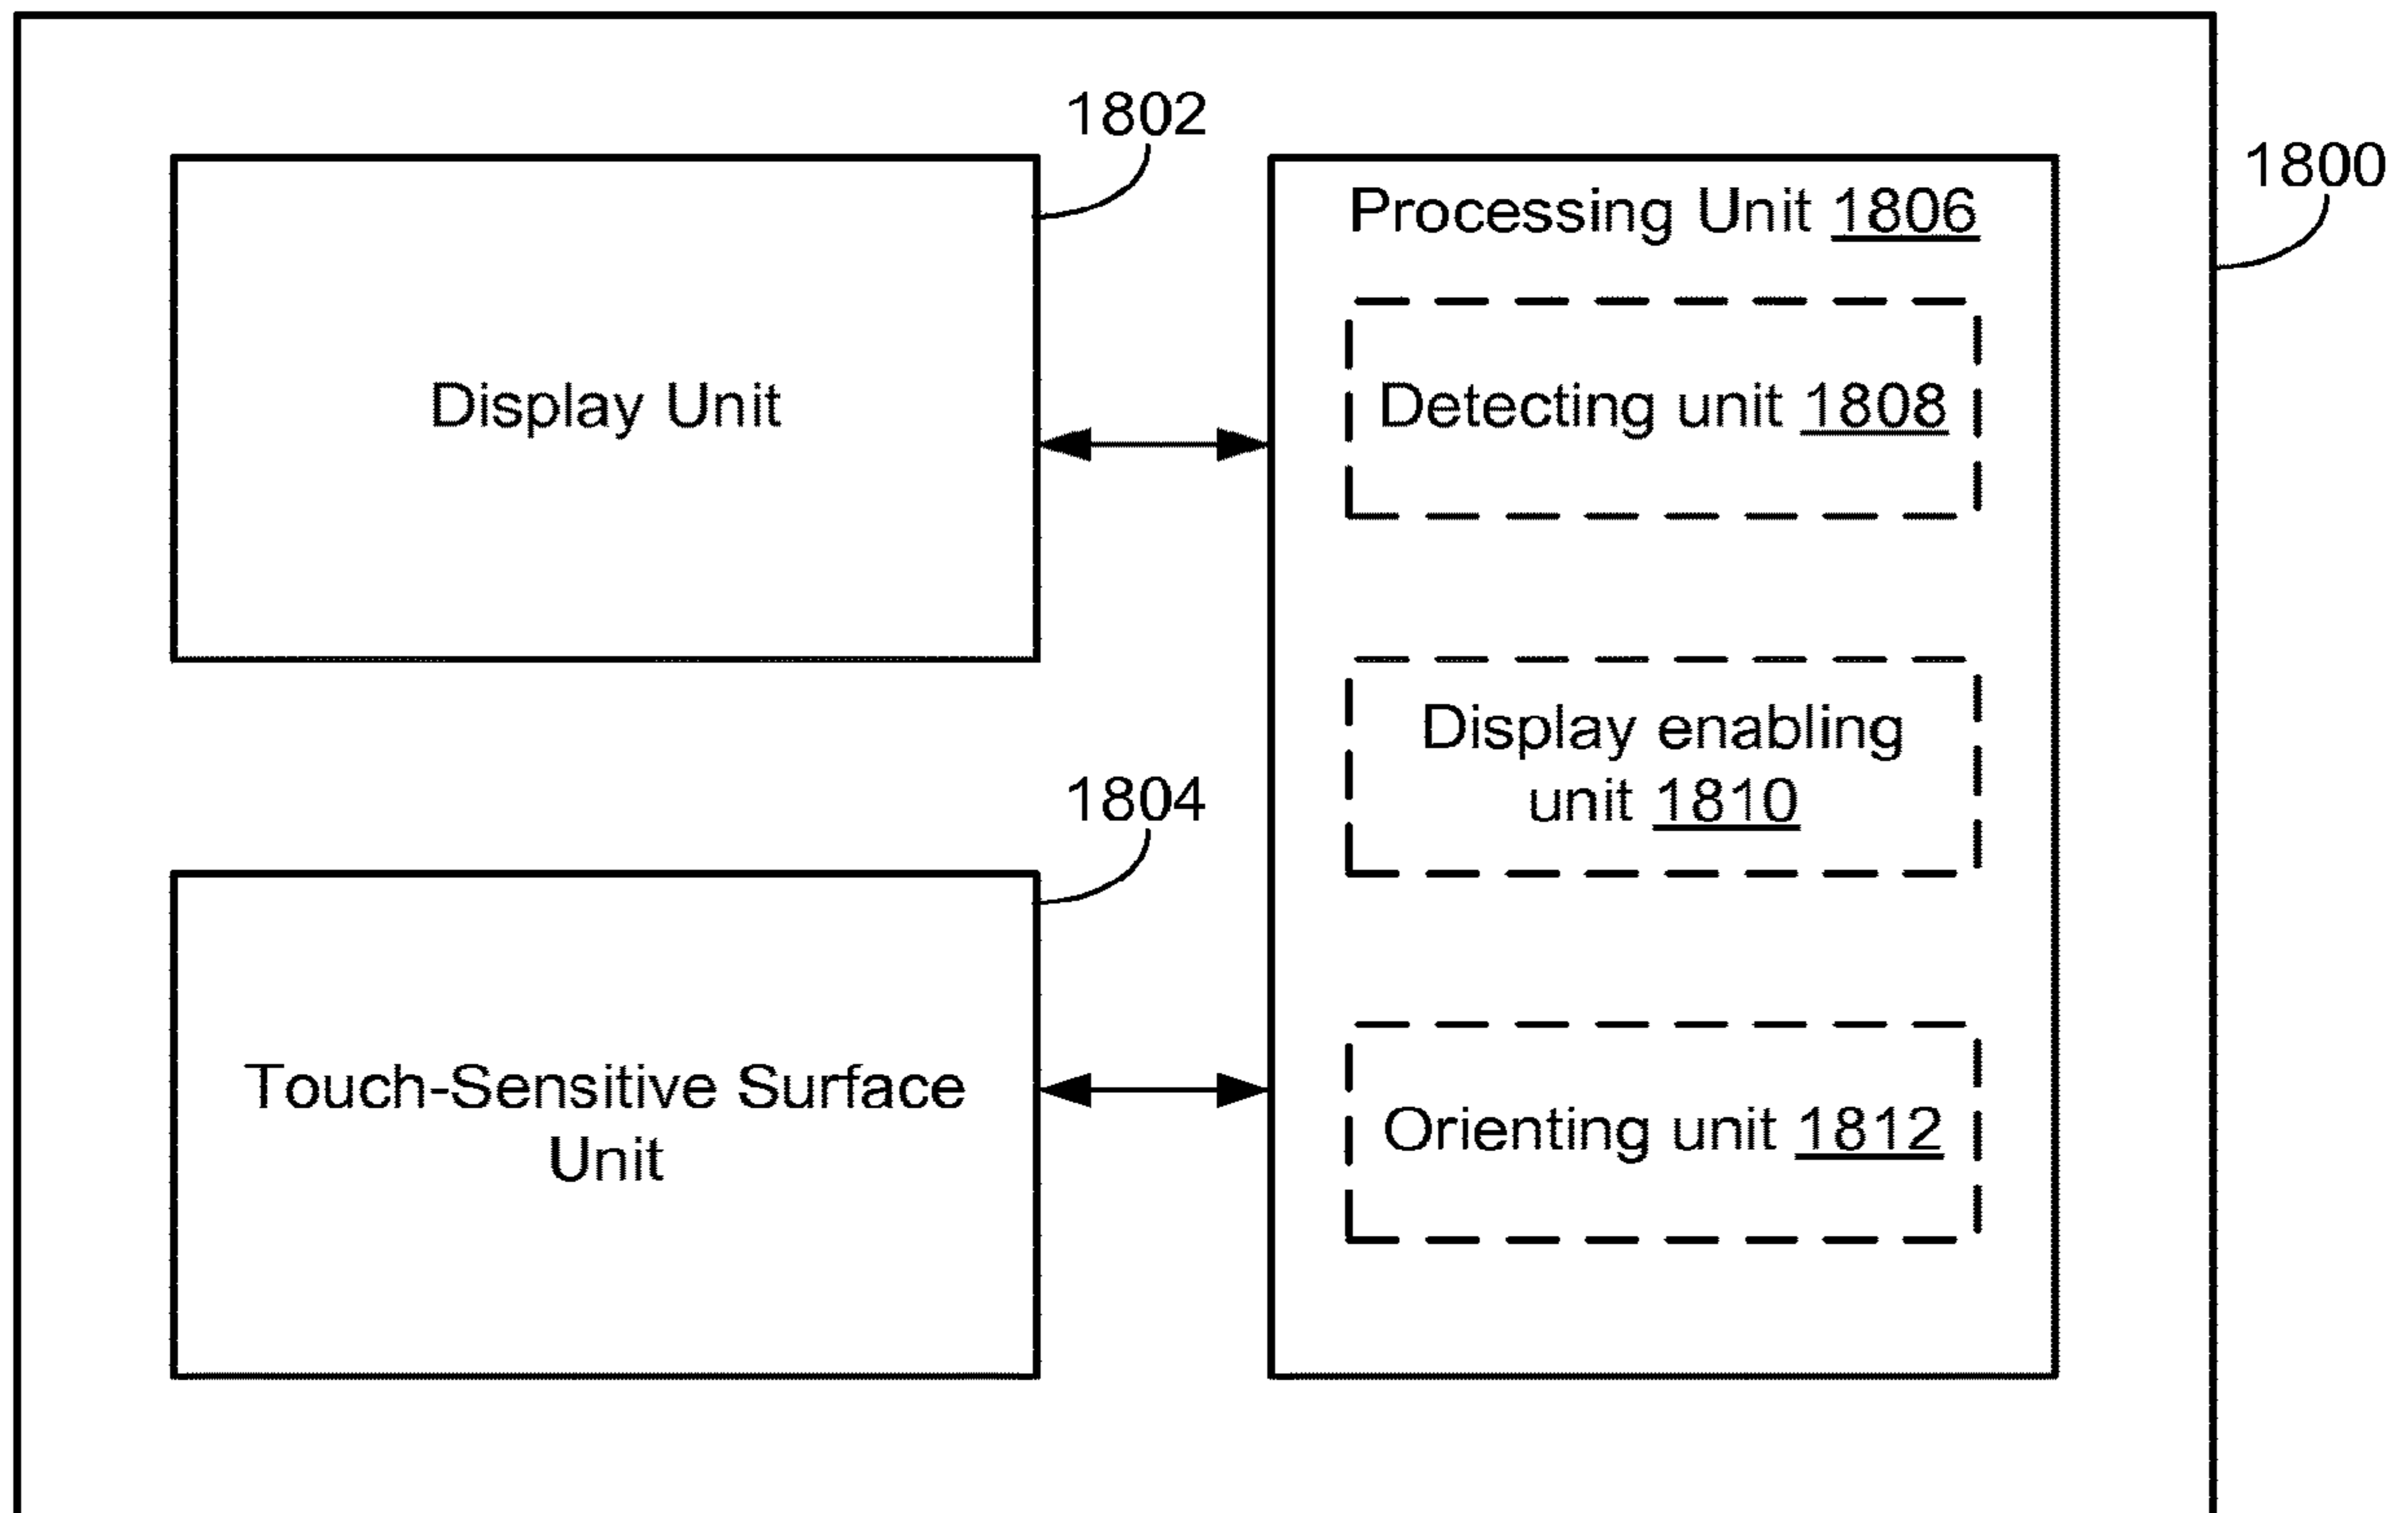 1802
1800
Display Unit
Processing Unit 1806
Detecting unit 1808
Display enabling
unit 1810
1804
Touch-Sensitive Surface
Unit
Orienting unit 1812